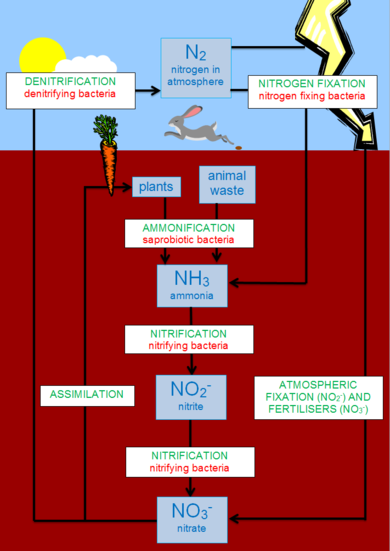 N₂
nitrogen in
atmosphere
DENITRIFICATION
denitrifying bacteria
NITROGEN FIXATION
nitrogen fixing bacteria
plants
animal
waste
AMMONIFICATION
saprobiotic bacteria
NH₃
ammonia
NITRIFICATION
nitrifying bacteria
NO₂⁻
nitrite
ASSIMILATION
ATMOSPHERIC
FIXATION (NO₂⁻) AND
FERTILISERS (NO₃⁻)
NITRIFICATION
nitrifying bacteria
NO₃⁻
nitrate